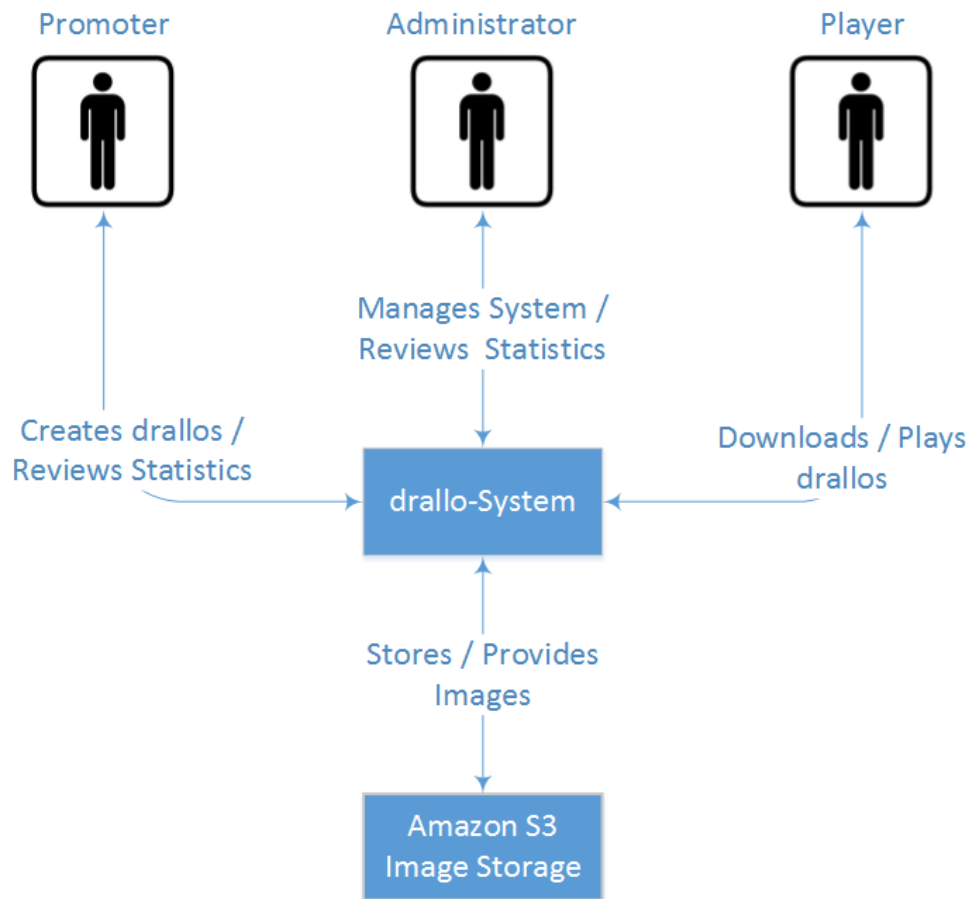 Promoter
Administrator
Player
Manages System /
Reviews Statistics
Creates drallos /
Reviews Statistics
Downloads / Plays
drallos
drallo-System
Stores / Provides
Images
Amazon S3
Image Storage